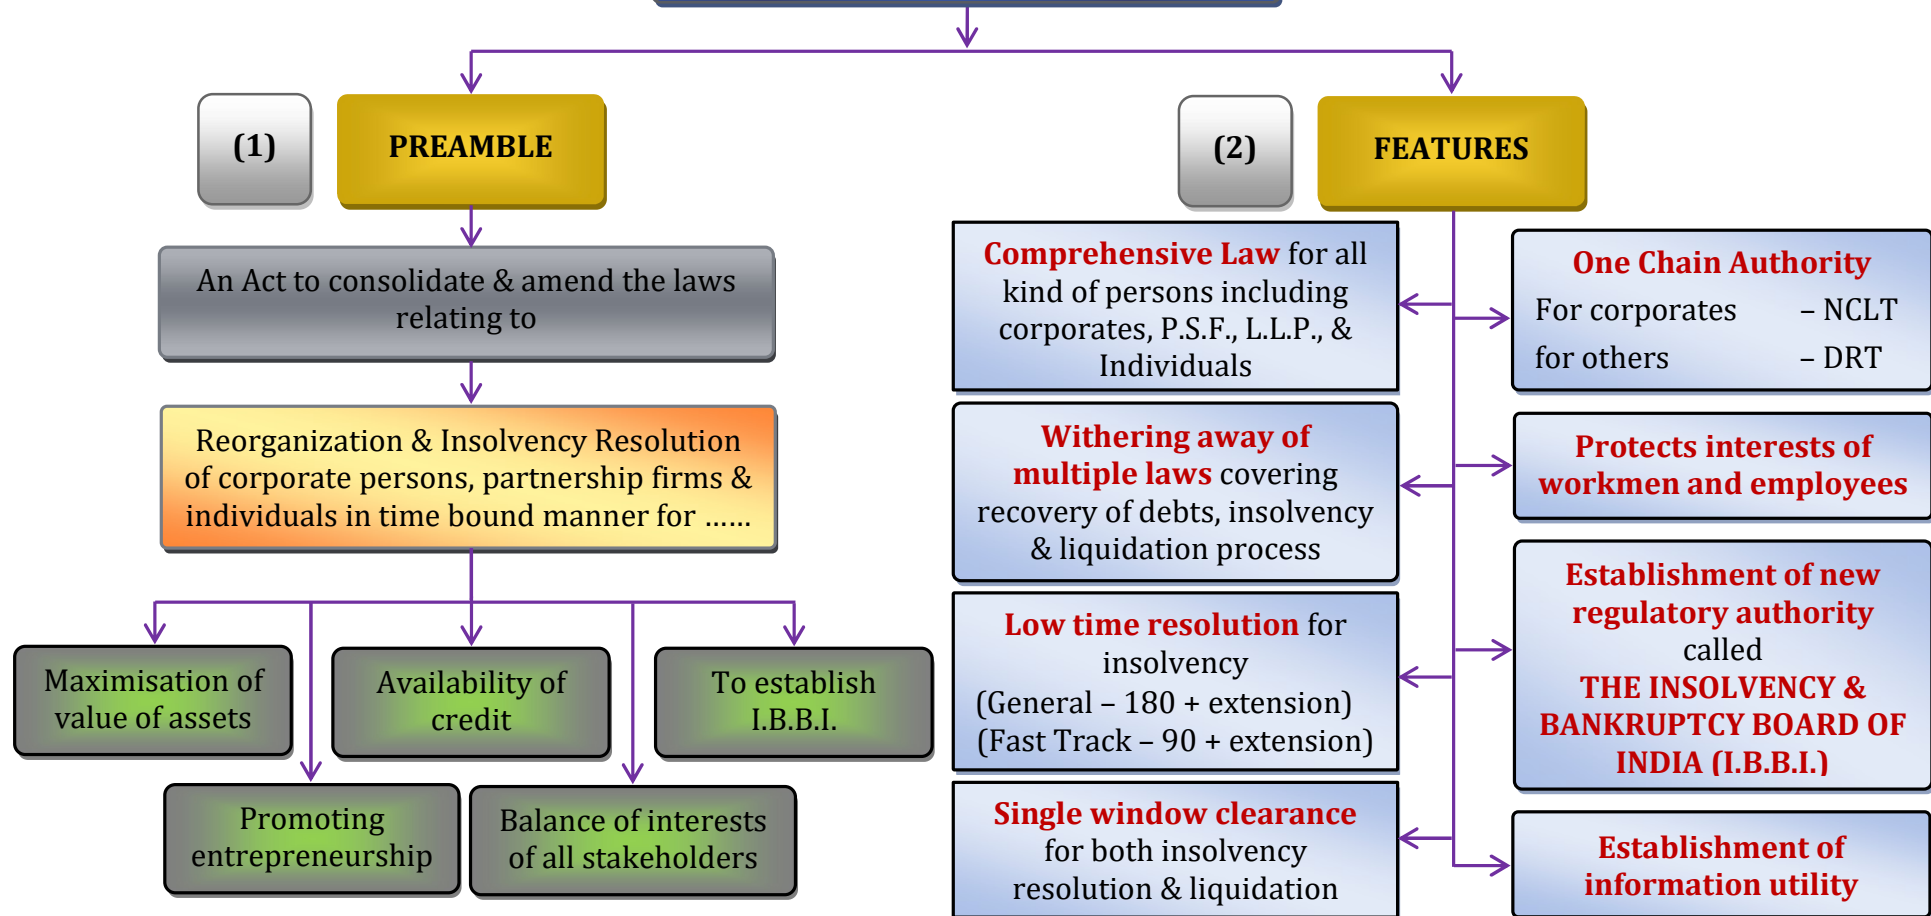 (1)
PREAMBLE
An Act to consolidate & amend the laws
relating to
Reorganization & Insolvency Resolution
of corporate persons, partnership firms &
individuals in time bound manner for ......
Maximisation of
value of assets
Availability of
credit
To establish
I.B.B.I.
Promoting
entrepreneurship
Balance of interests
of all stakeholders
(2)
FEATURES
Comprehensive Law for all
kind of persons including
corporates, P.S.F., L.L.P., &
Individuals
Withering away of
multiple laws covering
recovery of debts, insolvency
& liquidation process
Low time resolution for
insolvency
(General – 180 + extension)
(Fast Track – 90 + extension)
Single window clearance
for both insolvency
resolution & liquidation
One Chain Authority
For corporates – NCLT
for others – DRT
Protects interests of
workmen and employees
Establishment of new
regulatory authority
called
THE INSOLVENCY &
BANKRUPTCY BOARD OF
INDIA (I.B.B.I.)
Establishment of
information utility